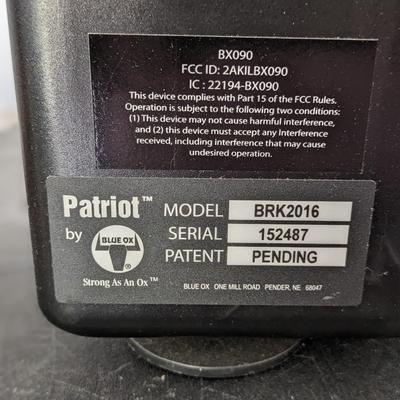 BX090
FCC ID: 2AKILBX090
IC : 22194-BX090
This device complies with Part 15 of the FCC Rules.
Operation is subject to the following two conditions:
(1) This device may not cause harmful interference,
and (2) this device must accept any Interference
received, including interference that may cause
undesired operation.
Patriot™
by BLUE OX®
Strong As An Ox™
MODEL BRK2016
SERIAL 152487
PATENT PENDING
BLUE OX ONE MILL ROAD PENDER, NE 68047